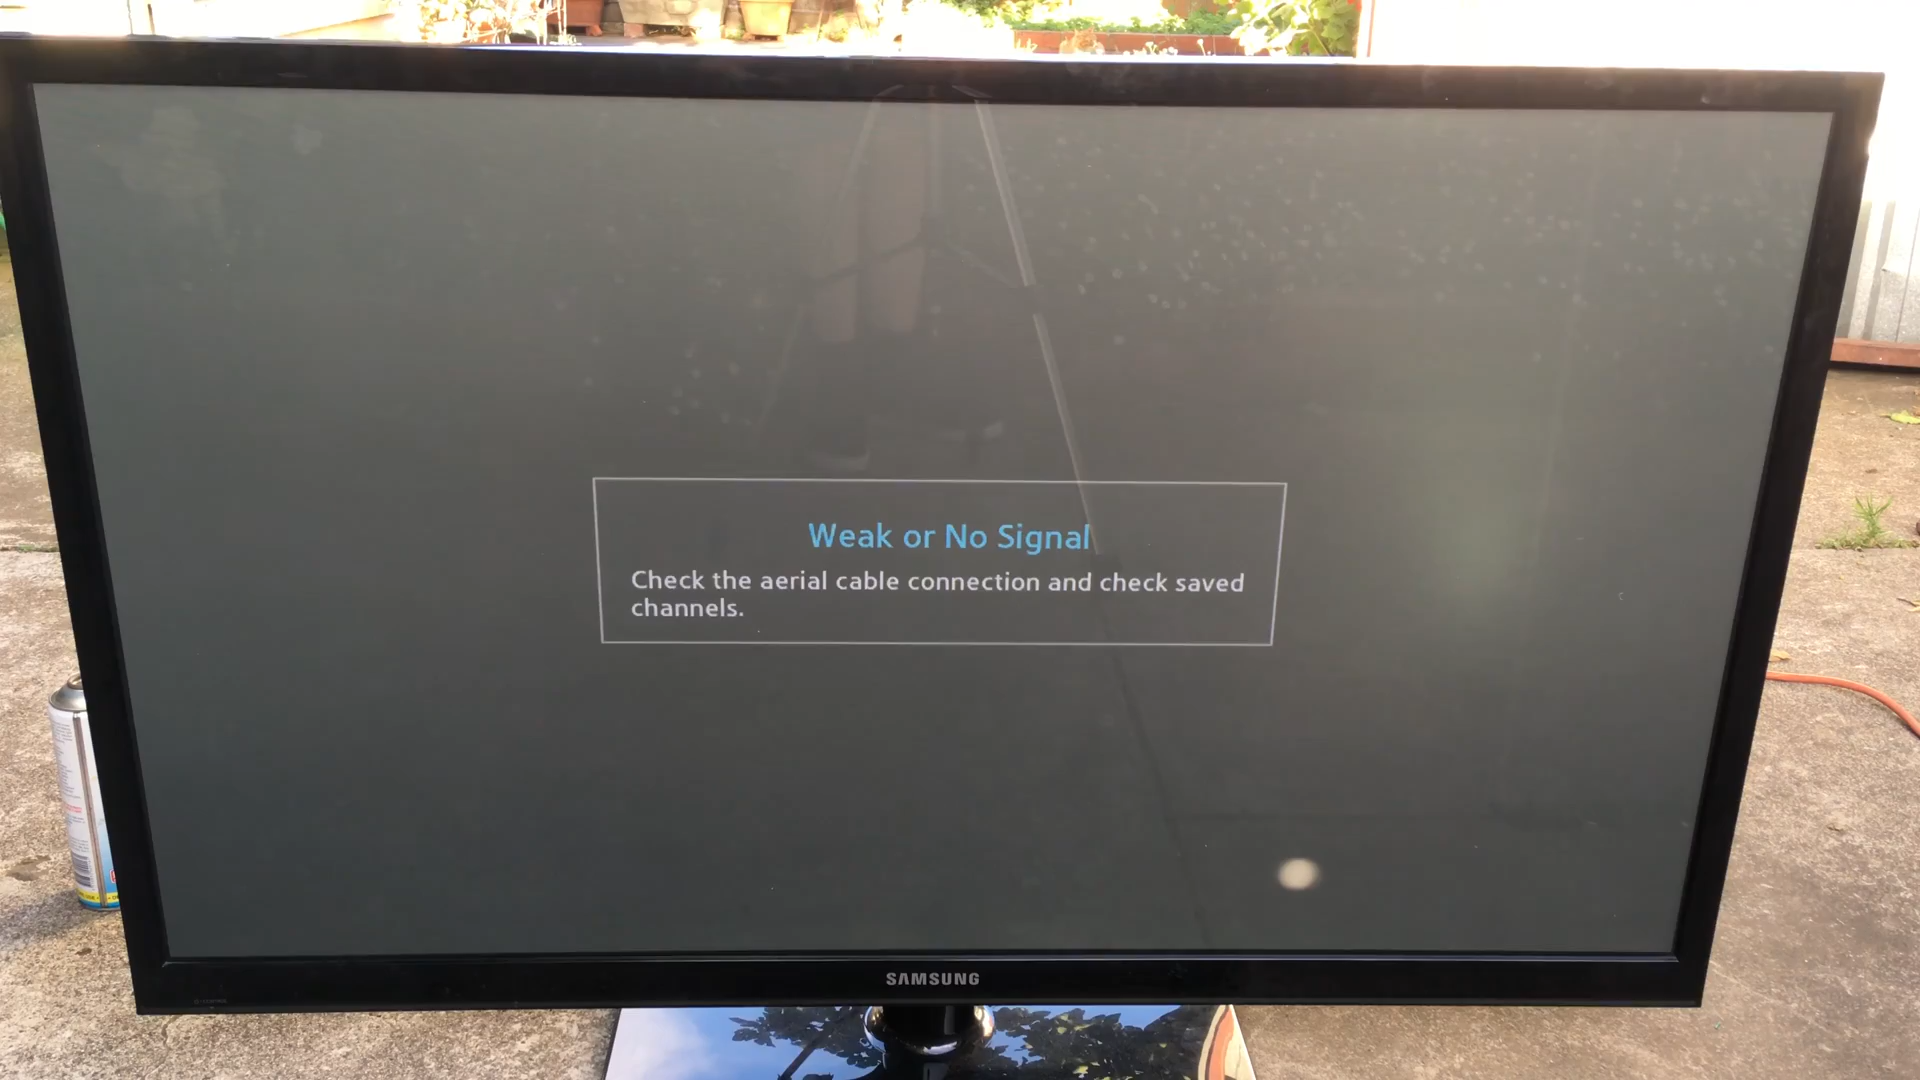 Weak or No Signal
Check the aerial cable connection and check saved
channels.
SAMSUNG